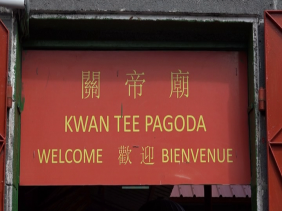 關帝廟
KWAN TEE PAGODA
WELCOME 歡迎 BIENVENUE